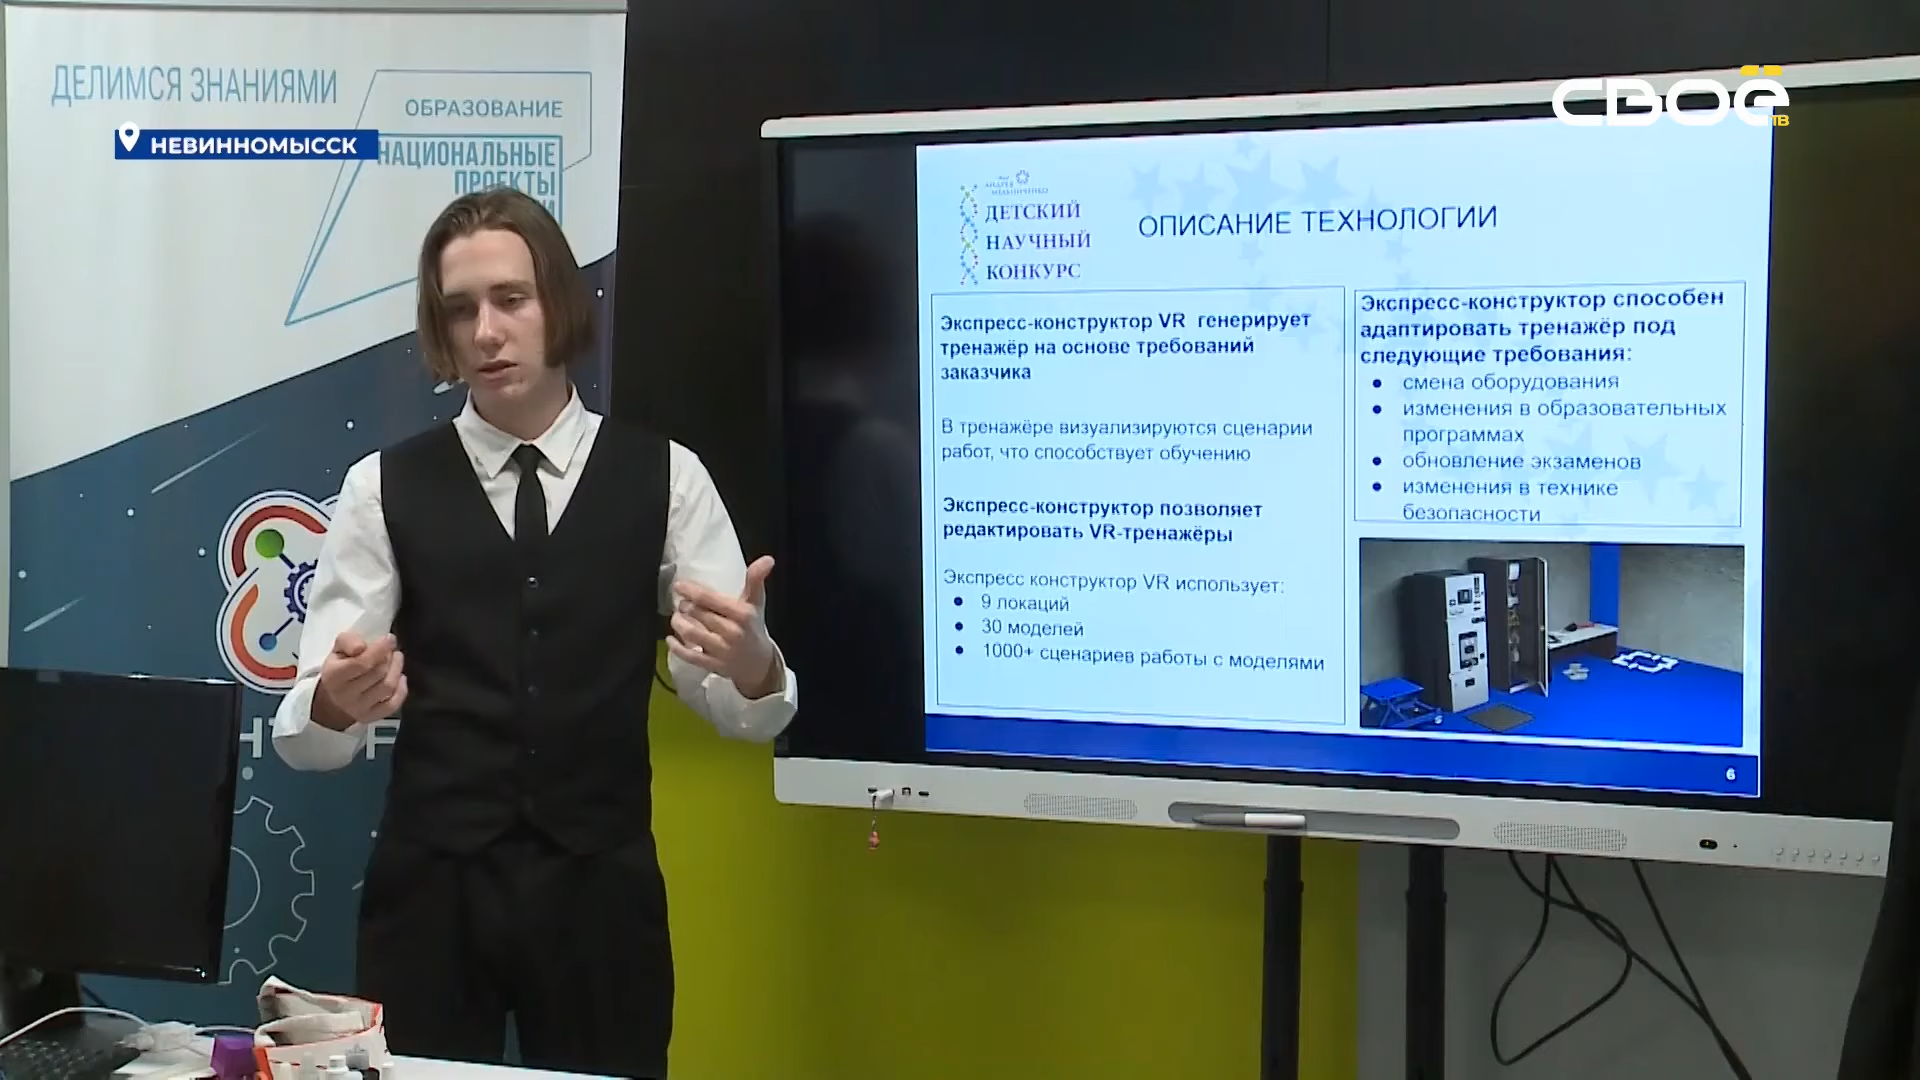 ДЕЛИМСЯ ЗНАНИЯМИ
ОБРАЗОВАНИЕ
НЕВИННОМЫССК
НАЦИОНАЛЬНЫЕ
ПРОЕКТЫ
СВОЁ
ТВ
АНДРЕЯ
МЕЛЬНИЧЕНКО
ДЕТСКИЙ
НАУЧНЫЙ
КОНКУРС
ОПИСАНИЕ ТЕХНОЛОГИИ
Экспресс-конструктор VR генерирует
тренажёр на основе требований
заказчика
В тренажёре визуализируются сценарии
работ, что способствует обучению
Экспресс-конструктор позволяет
редактировать VR-тренажёры
Экспресс конструктор VR использует:
● 9 локаций
● 30 моделей
● 1000+ сценариев работы с моделями
Экспресс-конструктор способен
адаптировать тренажёр под
следующие требования:
● смена оборудования
● изменения в образовательных
программах
● обновление экзаменов
● изменения в технике
безопасности
6